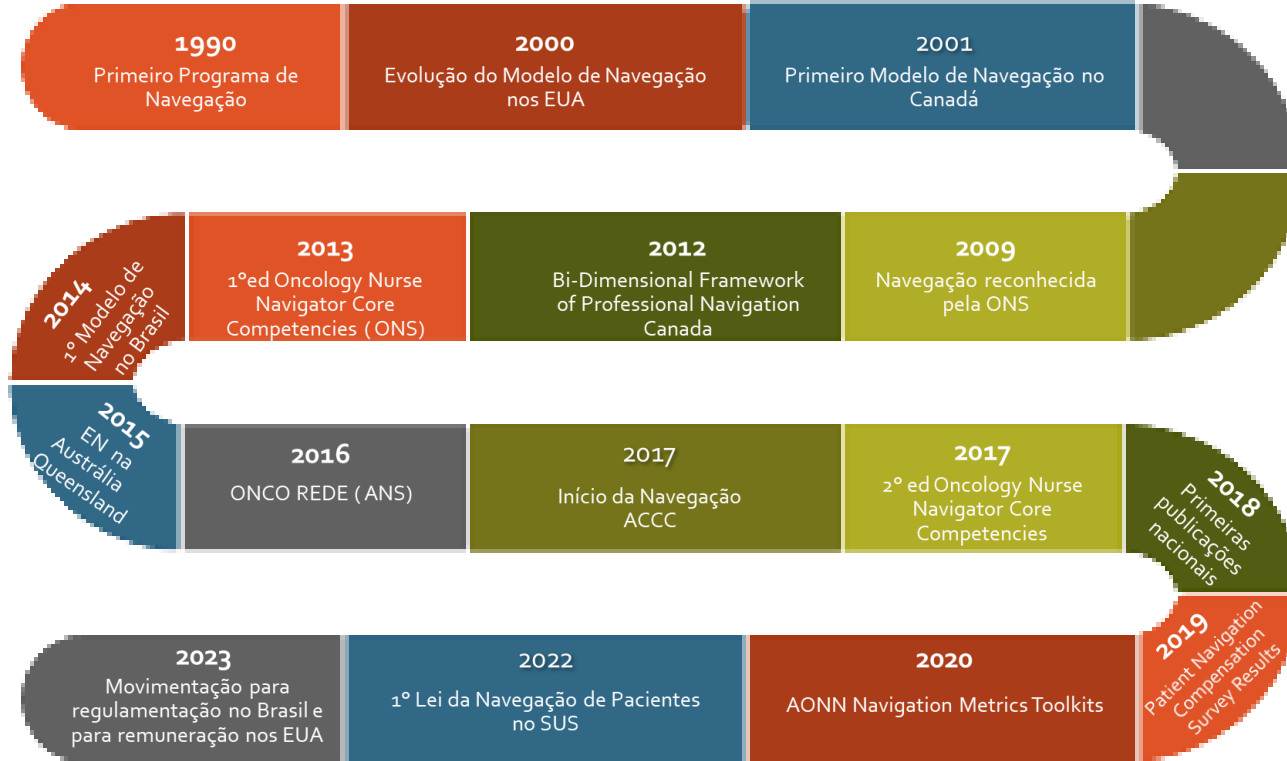 1990
Primeiro Programa de
Navegação
2000
Evolução do Modelo de Navegação
nos EUA
2001
Primeiro Modelo de Navegação no
Canadá
2009
Navegação reconhecida
pela ONS
2012
Bi-Dimensional Framework
of Professional Navigation
Canada
2013
1ºed Oncology Nurse
Navigator Core
Competencies ( ONS)
2014
1º Modelo de
Navegação
no Brasil
2015
EN na
Austrália
Queensland
2016
ONCO REDE ( ANS)
2017
Início da Navegação
ACCC
2017
2º ed Oncology Nurse
Navigator Core
Competencies
2018
Primeiras
publicações
nacionais
2019
Patient Navigation
Compensation
Survey Results
2020
AONN Navigation Metrics Toolkits
2022
1º Lei da Navegação de Pacientes
no SUS
2023
Movimentação para
regulamentação no Brasil e
para remuneração nos EUA